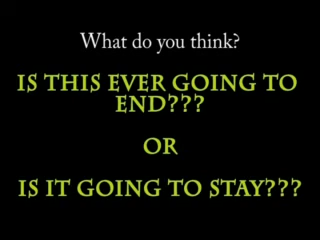 What do you think?
IS THIS EVER GOING TO
END???
OR
IS IT GOING TO STAY???